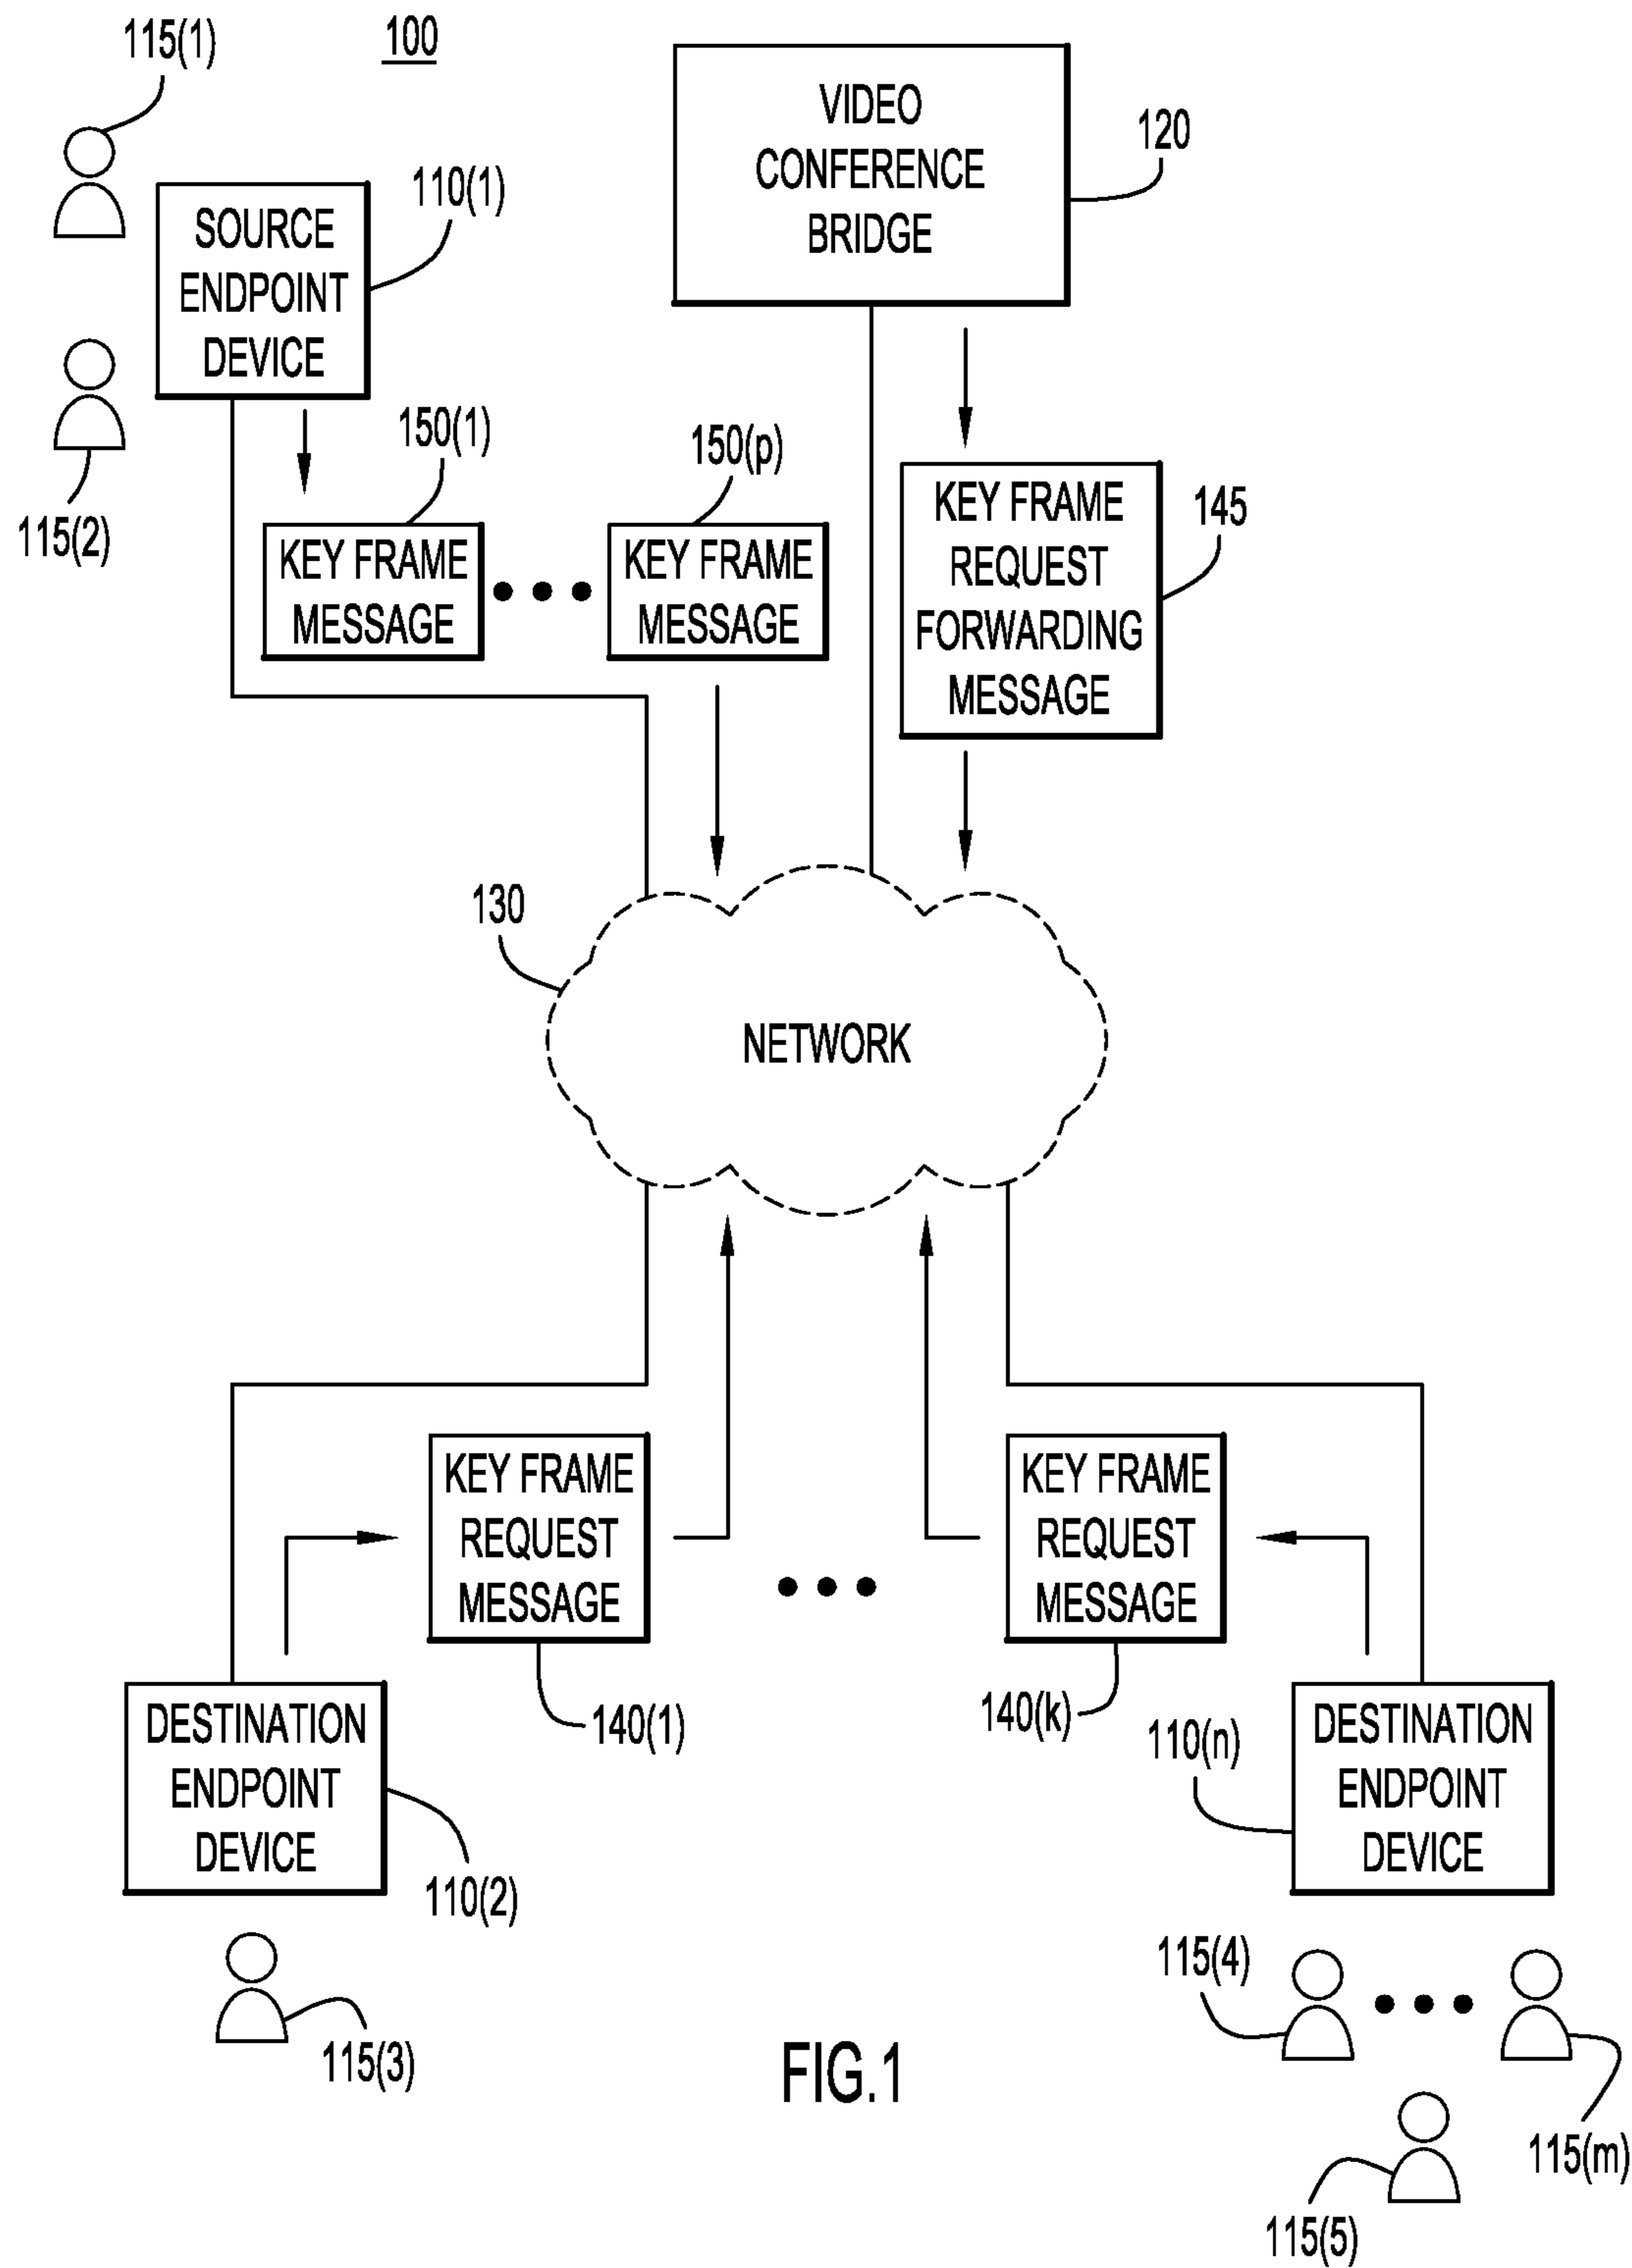 115(1)
100
VIDEO
CONFERENCE
BRIDGE
120
110(1)
SOURCE
ENDPOINT
DEVICE
115(2)
150(1)
150(p)
KEY FRAME
MESSAGE
KEY FRAME
MESSAGE
KEY FRAME
REQUEST
FORWARDING
MESSAGE
145
130
NETWORK
KEY FRAME
REQUEST
MESSAGE
KEY FRAME
REQUEST
MESSAGE
140(1)
140(k)
DESTINATION
ENDPOINT
DEVICE
110(2)
110(n)
DESTINATION
ENDPOINT
DEVICE
115(3)
115(4)
115(m)
115(5)
FIG.1